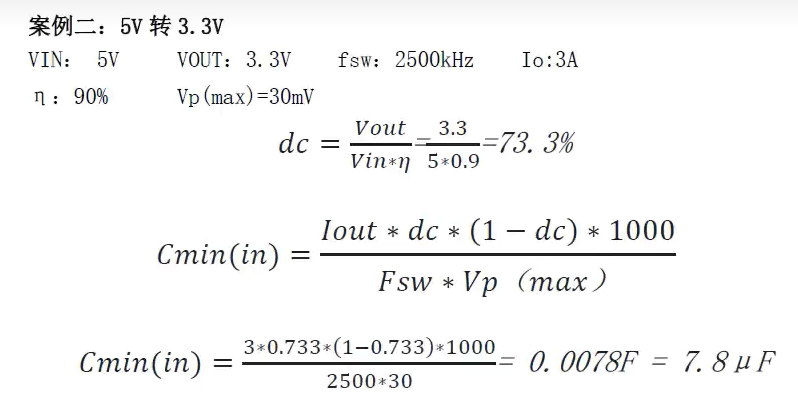 案例二：5V 转 3.3V
VIN： 5V VOUT：3.3V fsw：2500kHz Io:3A
η：90% Vp(max)=30mV
dc = Vout/Vin*η = 3.3/5*0.9 =73.3%
Cmin(in) = Iout * dc * (1 − dc) * 1000 / Fsw * Vp（max）
Cmin(in) = 3*0.733*(1−0.733)*1000 / 2500*30 = 0.0078F = 7.8μF